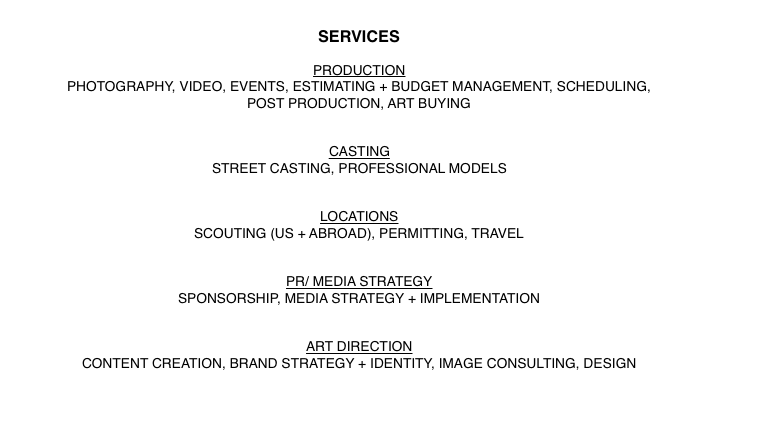 SERVICES
PRODUCTION
PHOTOGRAPHY, VIDEO, EVENTS, ESTIMATING + BUDGET MANAGEMENT, SCHEDULING,
POST PRODUCTION, ART BUYING
CASTING
STREET CASTING, PROFESSIONAL MODELS
LOCATIONS
SCOUTING (US + ABROAD), PERMITTING, TRAVEL
PR/ MEDIA STRATEGY
SPONSORSHIP, MEDIA STRATEGY + IMPLEMENTATION
ART DIRECTION
CONTENT CREATION, BRAND STRATEGY + IDENTITY, IMAGE CONSULTING, DESIGN